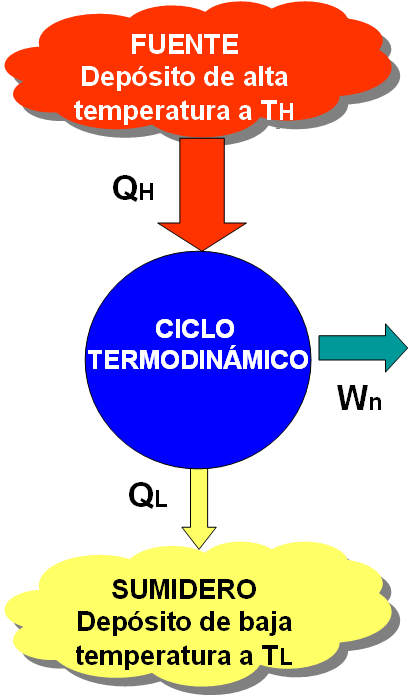 FUENTE
Depósito de alta
temperatura a TH
QH
CICLO
TERMODINÁMICO
Wn
QL
SUMIDERO
Depósito de baja
temperatura a TL